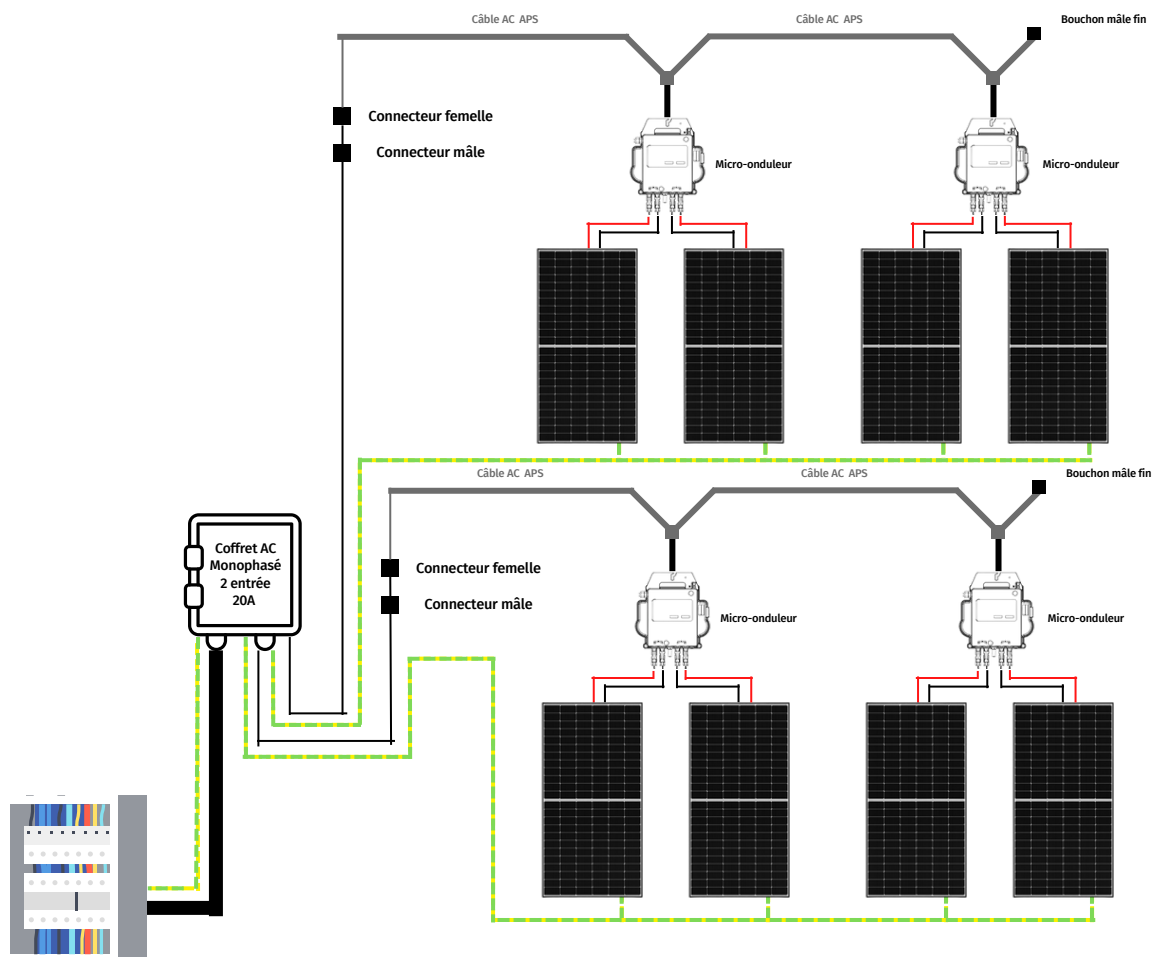 Câble AC APS
Câble AC APS
Bouchon mâle fin
Connecteur femelle
Connecteur mâle
Micro-onduleur
Micro-onduleur
Câble AC APS
Câble AC APS
Bouchon mâle fin
Coffret AC
Monophasé
2 entrée
20A
Connecteur femelle
Connecteur mâle
Micro-onduleur
Micro-onduleur